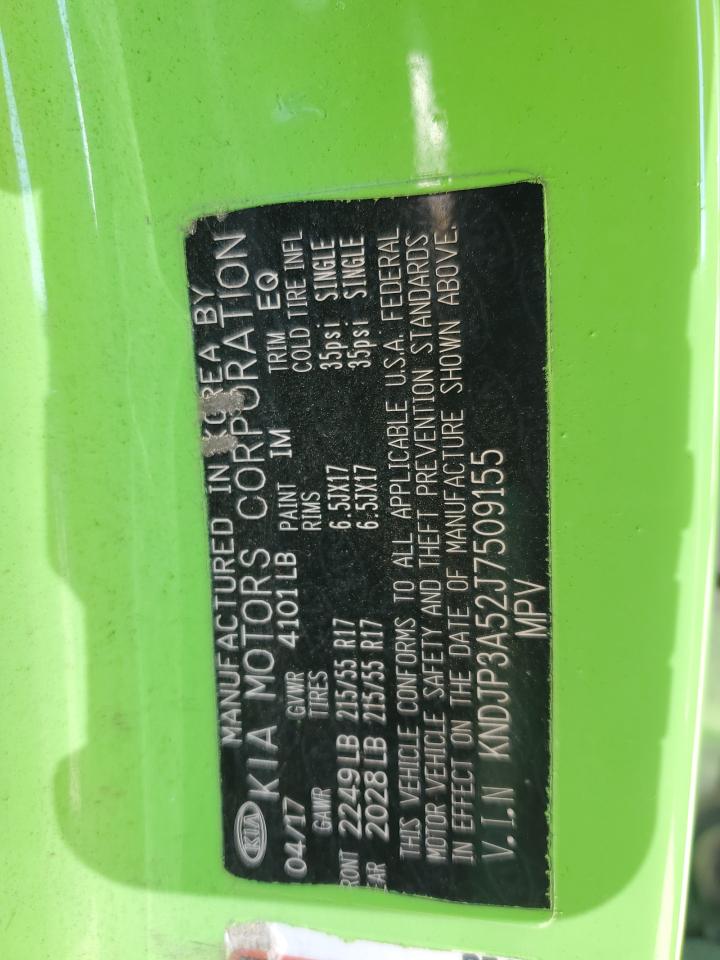 MANUFACTURED IN KOREA BY
KIA KIA MOTORS CORPORATION
04/17 GVWR 4101LB PAINT IM TRIM EQ
GAWR TIRES RIMS COLD TIRE INFL
RONT 2249LB 215/55 R17 6.5JX17 35psi SINGLE
EAR 2028LB 215/55 R17 6.5JX17 35psi SINGLE
THIS VEHICLE CONFORMS TO ALL APPLICABLE U.S.A. FEDERAL
MOTOR VEHICLE SAFETY AND THEFT PREVENTION STANDARDS
IN EFFECT ON THE DATE OF MANUFACTURE SHOWN ABOVE.
V.I.N KNDJP3A52J7509155
MPV